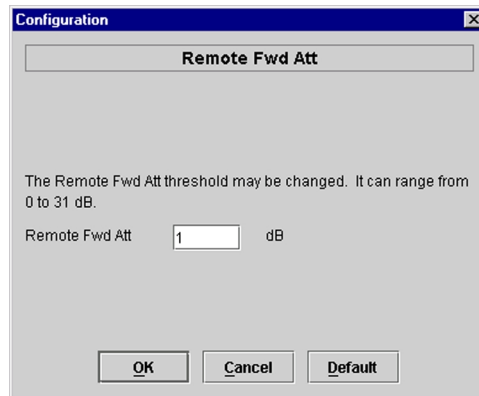 Configuration
Remote Fwd Att
The Remote Fwd Att threshold may be changed. It can range from
0 to 31 dB.
Remote Fwd Att 1 dB
OK Cancel Default